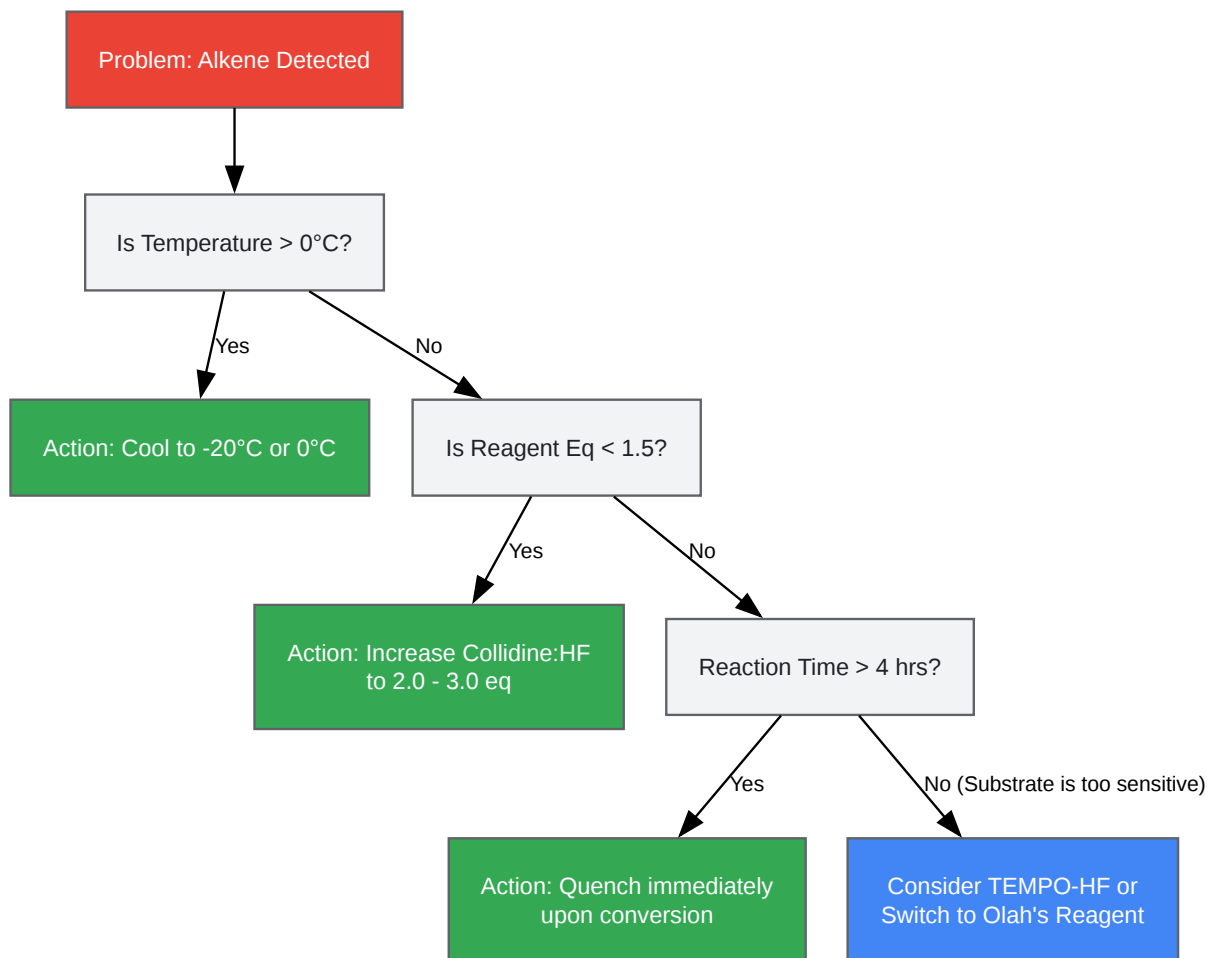 Problem: Alkene Detected
Is Temperature > 0°C?
Yes
No
Action: Cool to -20°C or 0°C
Is Reagent Eq < 1.5?
Yes
No
Action: Increase Collidine:HF
to 2.0 - 3.0 eq
Reaction Time > 4 hrs?
Yes
No (Substrate is too sensitive)
Action: Quench immediately
upon conversion
Consider TEMPO-HF or
Switch to Olah's Reagent